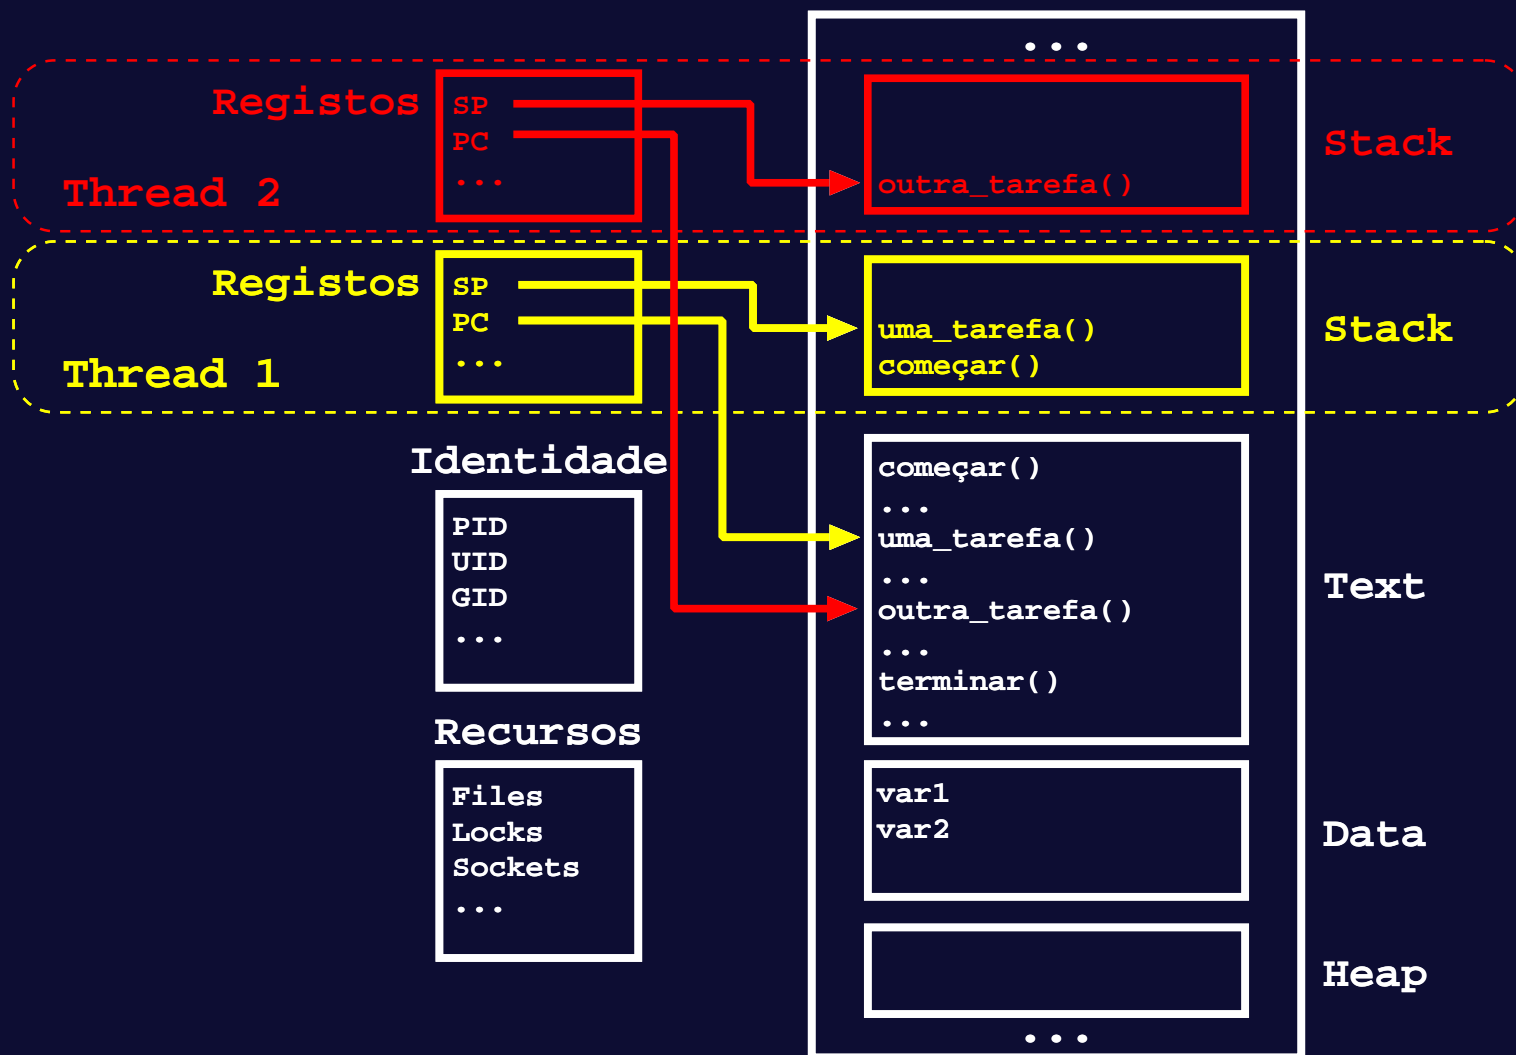 ...
Registos
SP
PC
...
Thread 2
outra_tarefa()
Stack
Registos
SP
PC
...
Thread 1
uma_tarefa()
começar()
Stack
Identidade
PID
UID
GID
...
começar()
...
uma_tarefa()
...
outra_tarefa()
...
terminar()
...
Text
Recursos
Files
Locks
Sockets
...
var1
var2
Data
Heap
...